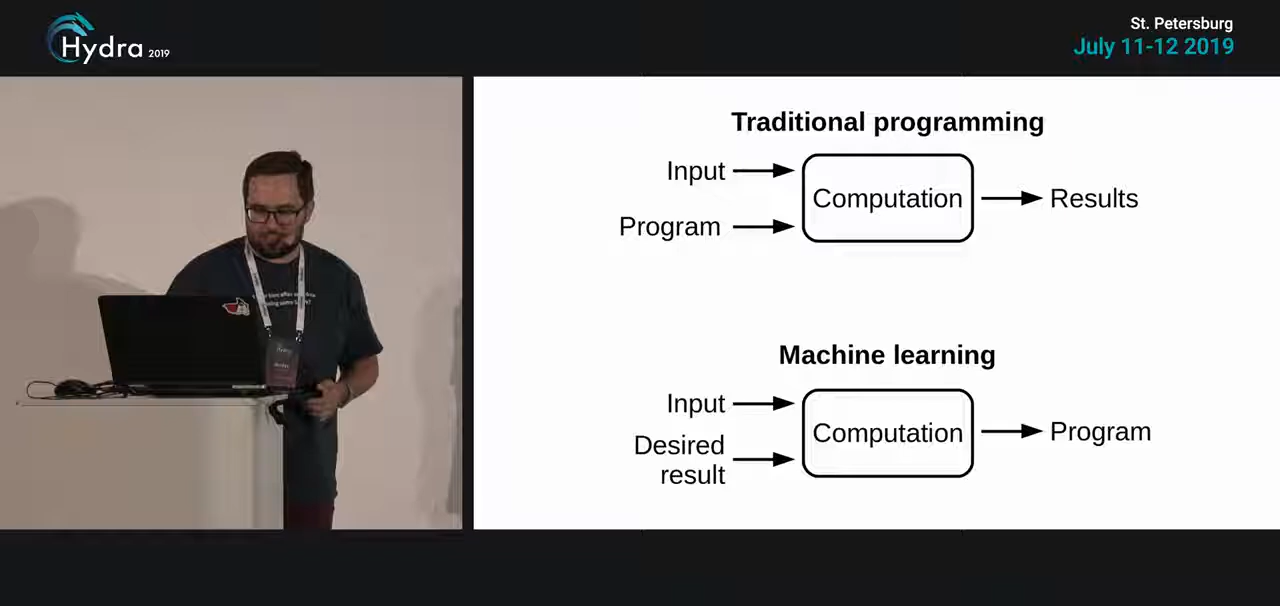 Hydra 2019
St. Petersburg
July 11-12 2019
Traditional programming
Input
Program
Computation
Results
Machine learning
Input
Desired
result
Computation
Program